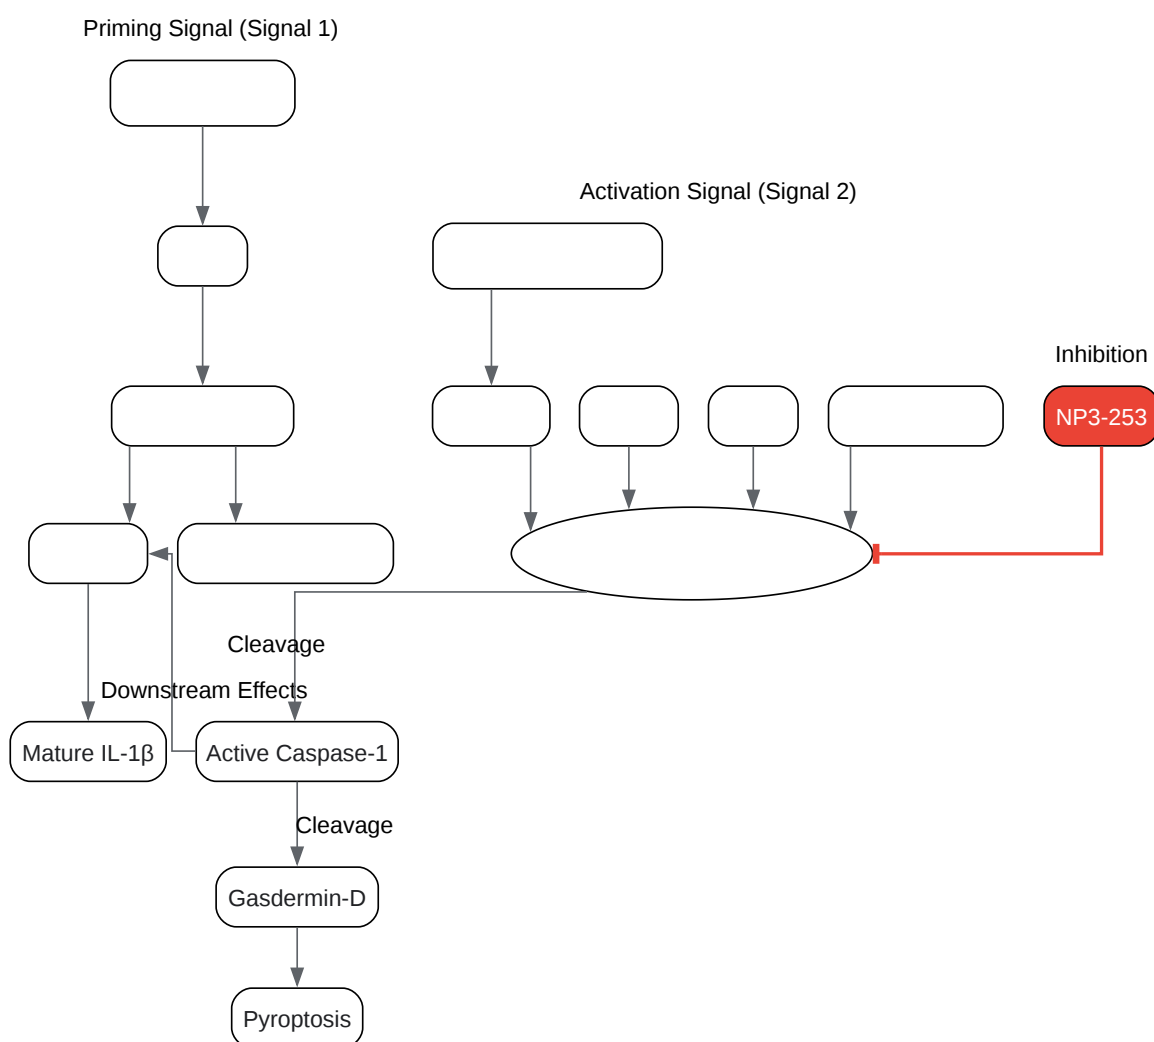 Priming Signal (Signal 1)
Activation Signal (Signal 2)
Inhibition
NP3-253
Cleavage
Downstream Effects
Mature IL-1β
Active Caspase-1
Cleavage
Gasdermin-D
Pyroptosis